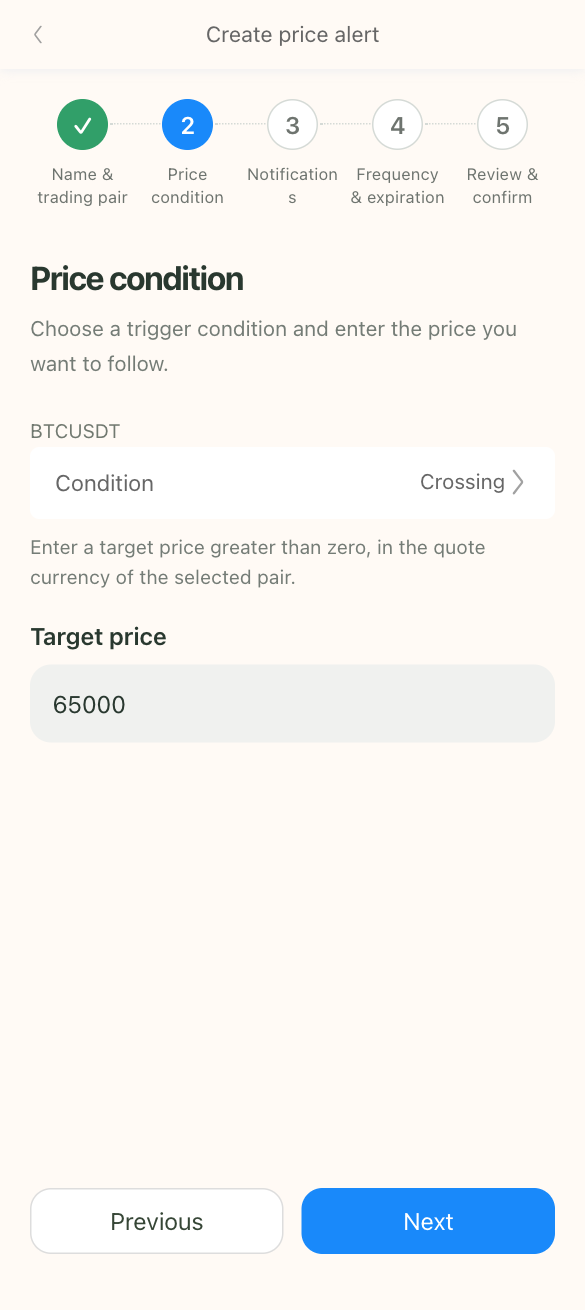 Create price alert
2
3
4
5
Name &
trading pair
Price
condition
Notification
s
Frequency
& expiration
Review &
confirm
Price condition
Choose a trigger condition and enter the price you
want to follow.
BTCUSDT
Condition
Crossing
Enter a target price greater than zero, in the quote
currency of the selected pair.
Target price
65000
Previous
Next